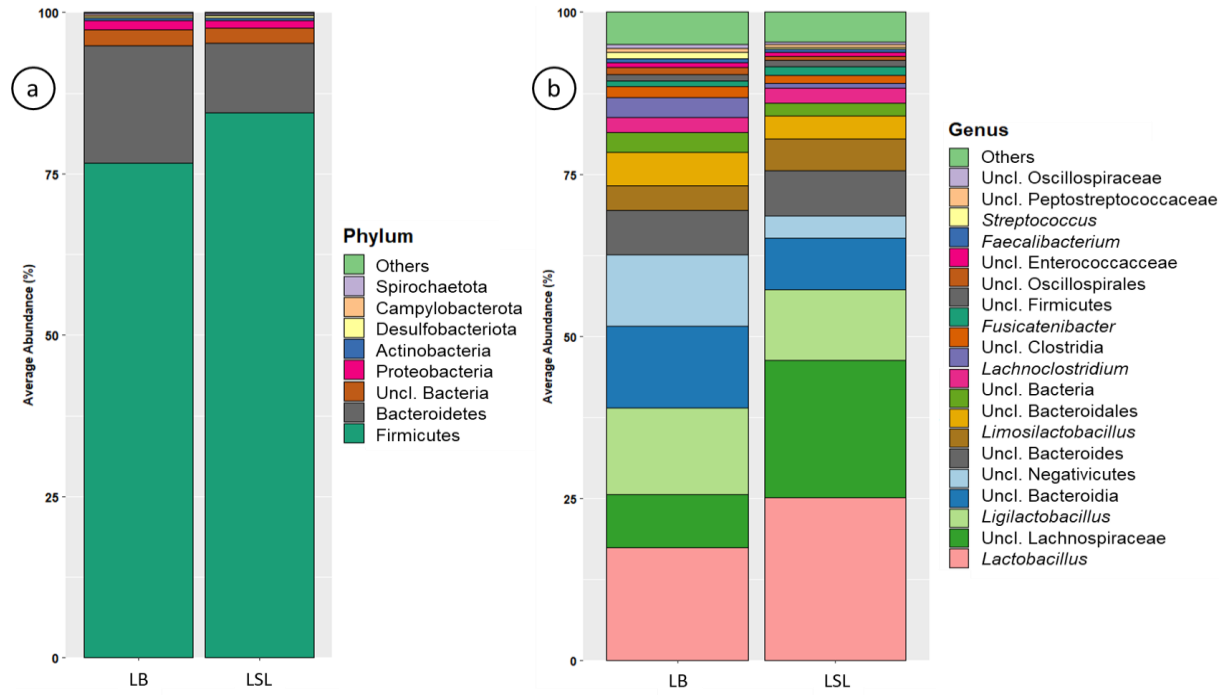 a
100
75
50
25
0
Average Abundance (%)
LB
LSL
Phylum
Others
Spirochaetota
Campylobacterota
Desulfobacteriota
Actinobacteria
Proteobacteria
Uncl. Bacteria
Bacteroidetes
Firmicutes
b
100
75
50
25
0
Average Abundance (%)
LB
LSL
Genus
Others
Uncl. Oscillospiraceae
Uncl. Peptostreptococcaceae
Streptococcus
Faecalibacterium
Uncl. Enterococcacceae
Uncl. Oscillospirales
Uncl. Firmicutes
Fusicatenibacter
Uncl. Clostridia
Lachnoclostridium
Uncl. Bacteria
Uncl. Bacteroidales
Limosilactobacillus
Uncl. Bacteroides
Uncl. Negativicutes
Uncl. Bacteroidia
Ligilactobacillus
Uncl. Lachnospiraceae
Lactobacillus